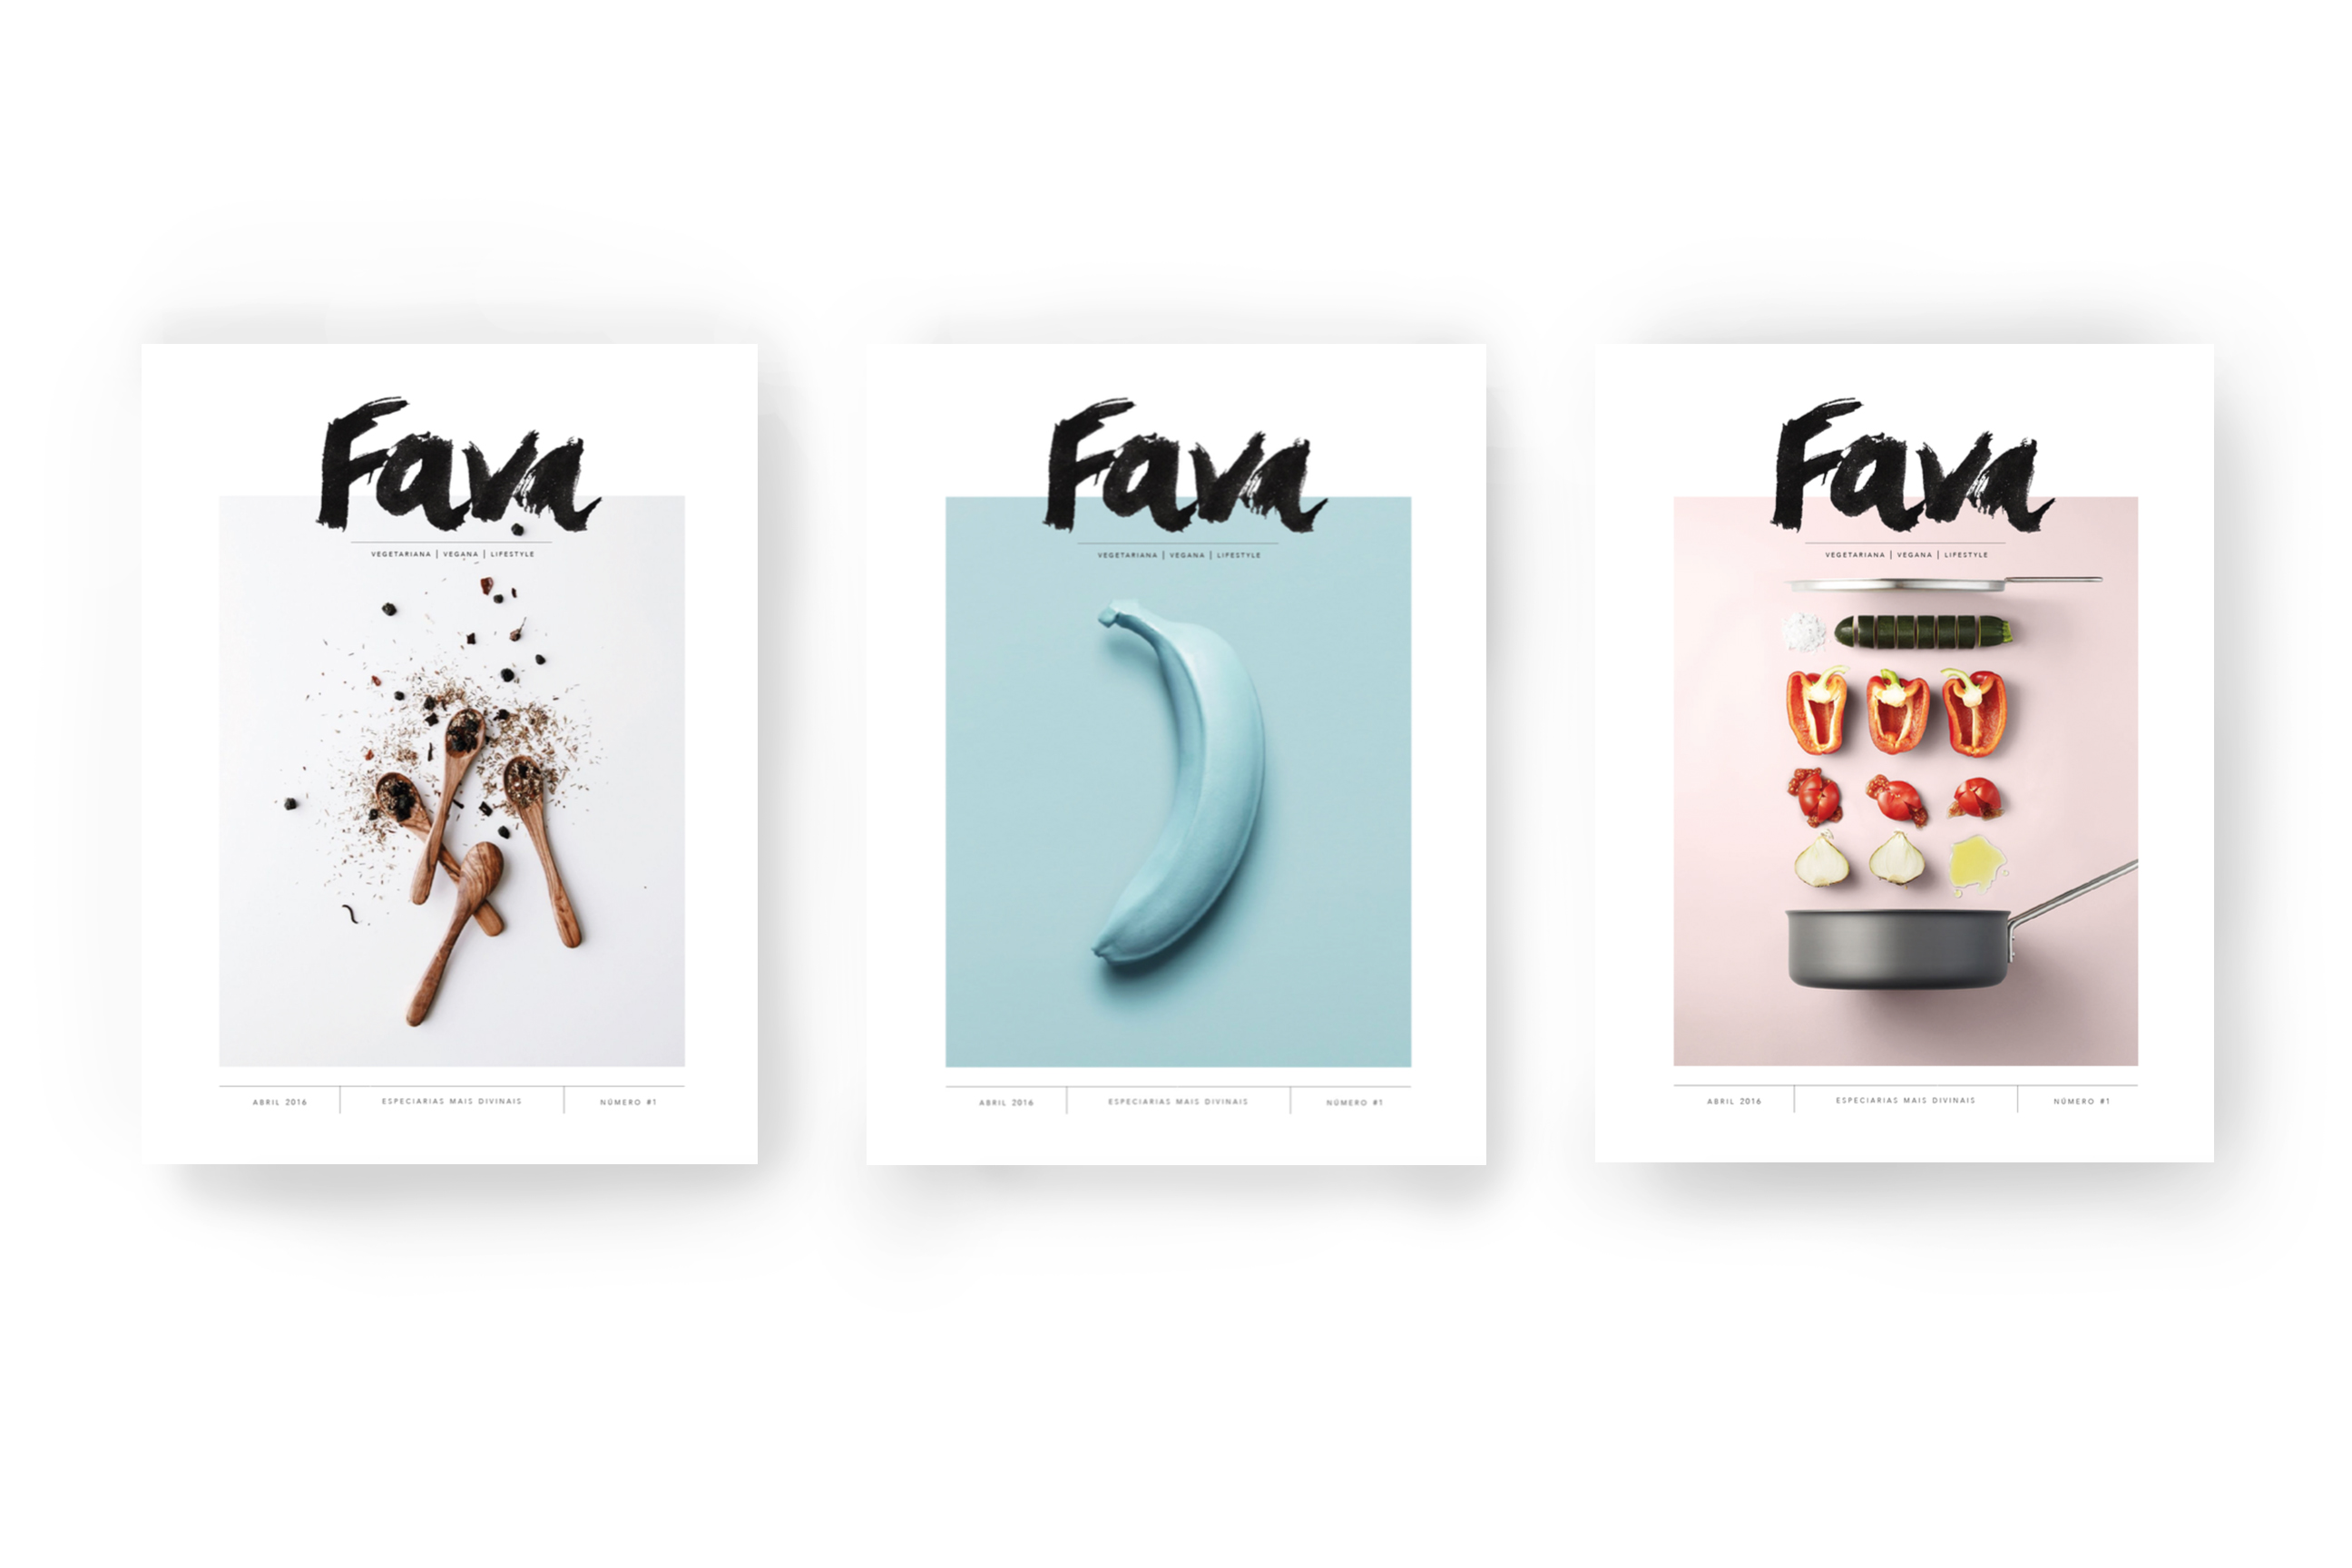 Fava
VEGETARIANA | VEGANA | LIFESTYLE
ABRIL 2016
ESPECIARIAS MAIS DIVINAIS
NÚMERO #1
Fava
VEGETARIANA | VEGANA | LIFESTYLE
ABRIL 2016
ESPECIARIAS MAIS DIVINAIS
NÚMERO #1
Fava
VEGETARIANA | VEGANA | LIFESTYLE
ABRIL 2016
ESPECIARIAS MAIS DIVINAIS
NÚMERO #1